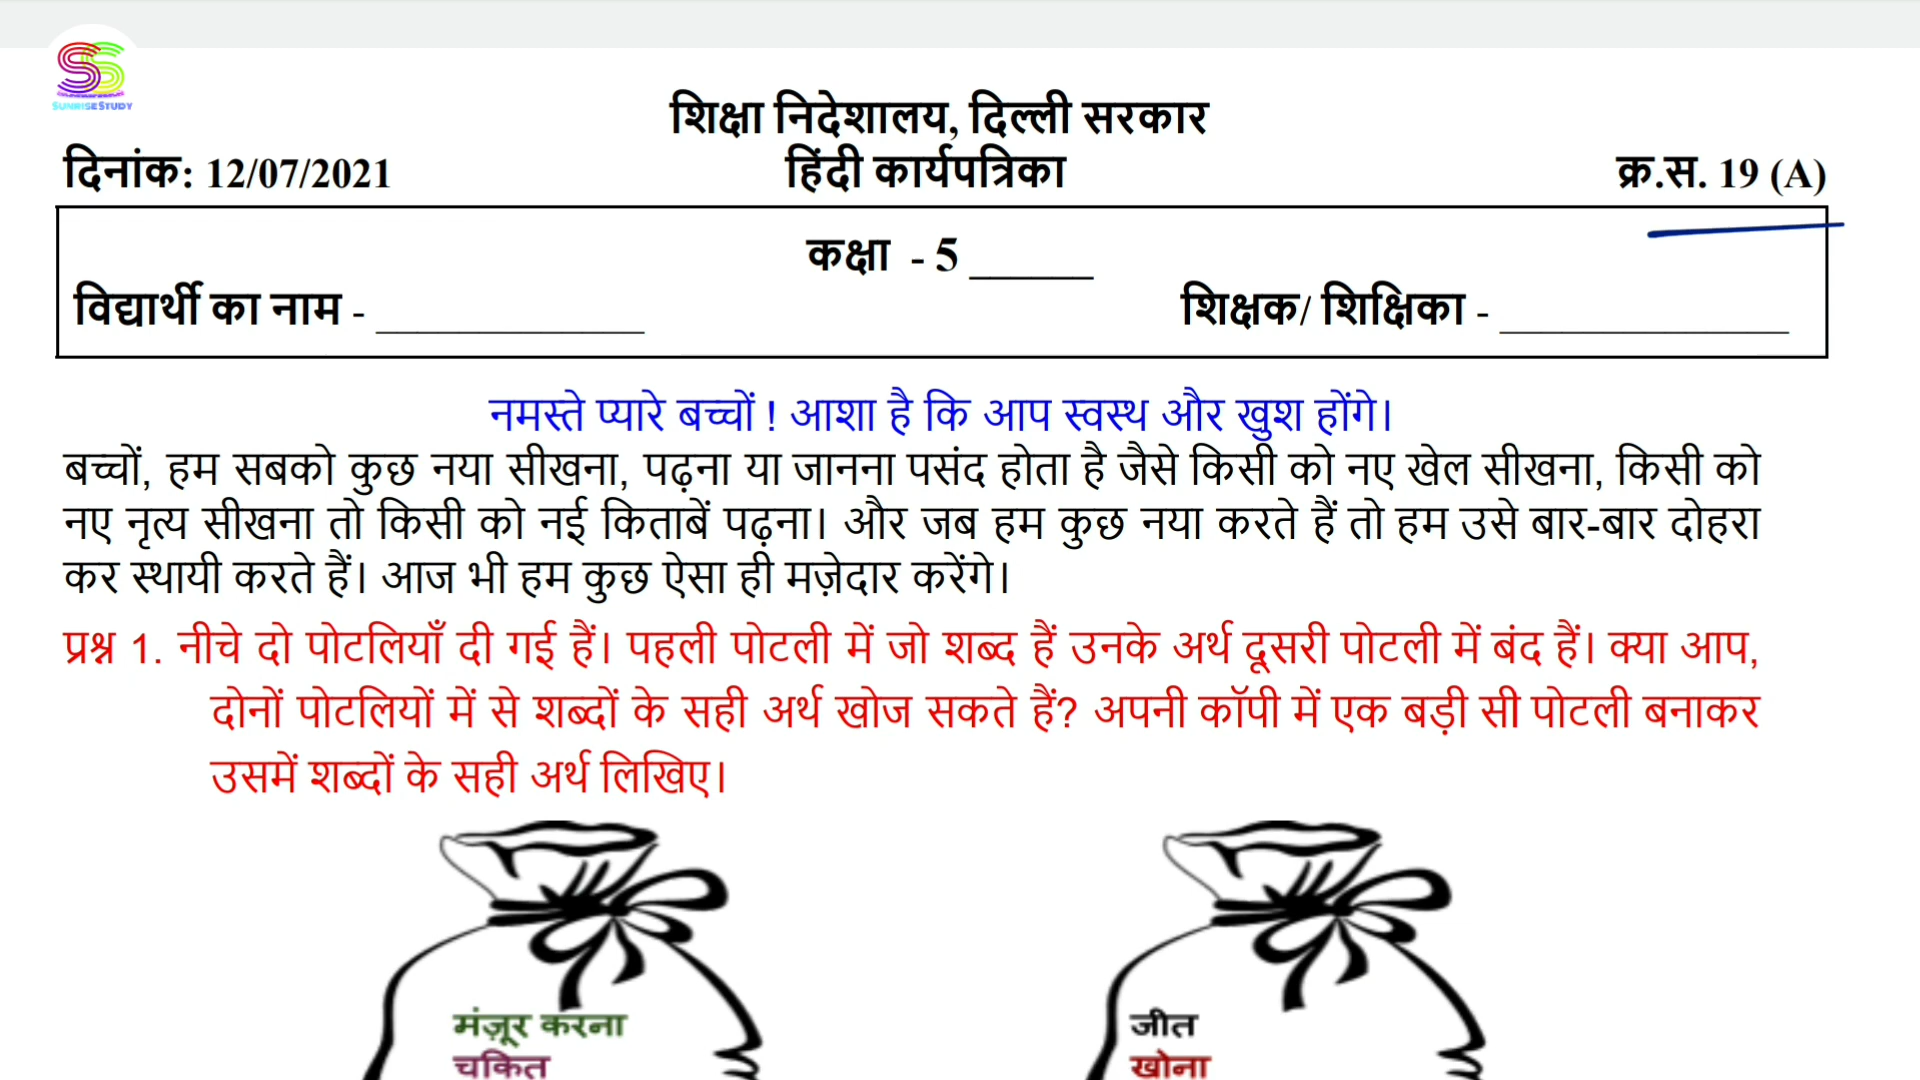 SUNRISE STUDY
शिक्षा निदेशालय, दिल्ली सरकार
दिनांक: 12/07/2021 हिंदी कार्यपत्रिका क्र.स. 19 (A)
कक्षा - 5 ______
विद्यार्थी का नाम - _____________ शिक्षक/ शिक्षिका - ______________
नमस्ते प्यारे बच्चों ! आशा है कि आप स्वस्थ और खुश होंगे।
बच्चों, हम सबको कुछ नया सीखना, पढ़ना या जानना पसंद होता है जैसे किसी को नए खेल सीखना, किसी को
नए नृत्य सीखना तो किसी को नई किताबें पढ़ना। और जब हम कुछ नया करते हैं तो हम उसे बार-बार दोहरा
कर स्थायी करते हैं। आज भी हम कुछ ऐसा ही मज़ेदार करेंगे।
प्रश्न 1. नीचे दो पोटलियाँ दी गई हैं। पहली पोटली में जो शब्द हैं उनके अर्थ दूसरी पोटली में बंद हैं। क्या आप,
दोनों पोटलियों में से शब्दों के सही अर्थ खोज सकते हैं? अपनी कॉपी में एक बड़ी सी पोटली बनाकर
उसमें शब्दों के सही अर्थ लिखिए।
मंज़ूर करना जीत
चकित खोना